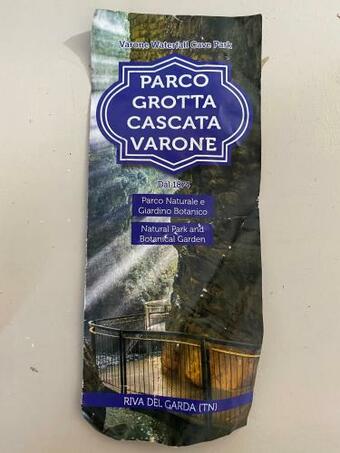 Varone Waterfall Cave Park
PARCO
GROTTA
CASCATA
VARONE
Dal 1874
Parco Naturale e
Giardino Botanico
Natural Park and
Botanical Garden
RIVA DEL GARDA (TN)